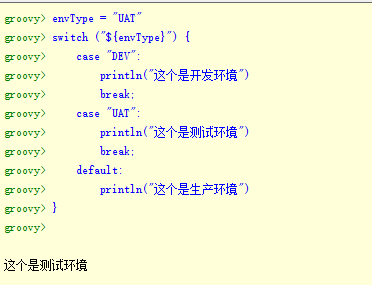 groovy> envType = "UAT"
groovy> switch ("${envType}") {
groovy>     case "DEV":
groovy>         println("这个是开发环境")
groovy>         break;
groovy>     case "UAT":
groovy>         println("这个是测试环境")
groovy>         break;
groovy>     default:
groovy>         println("这个是生产环境")
groovy> }
groovy>
这个是测试环境